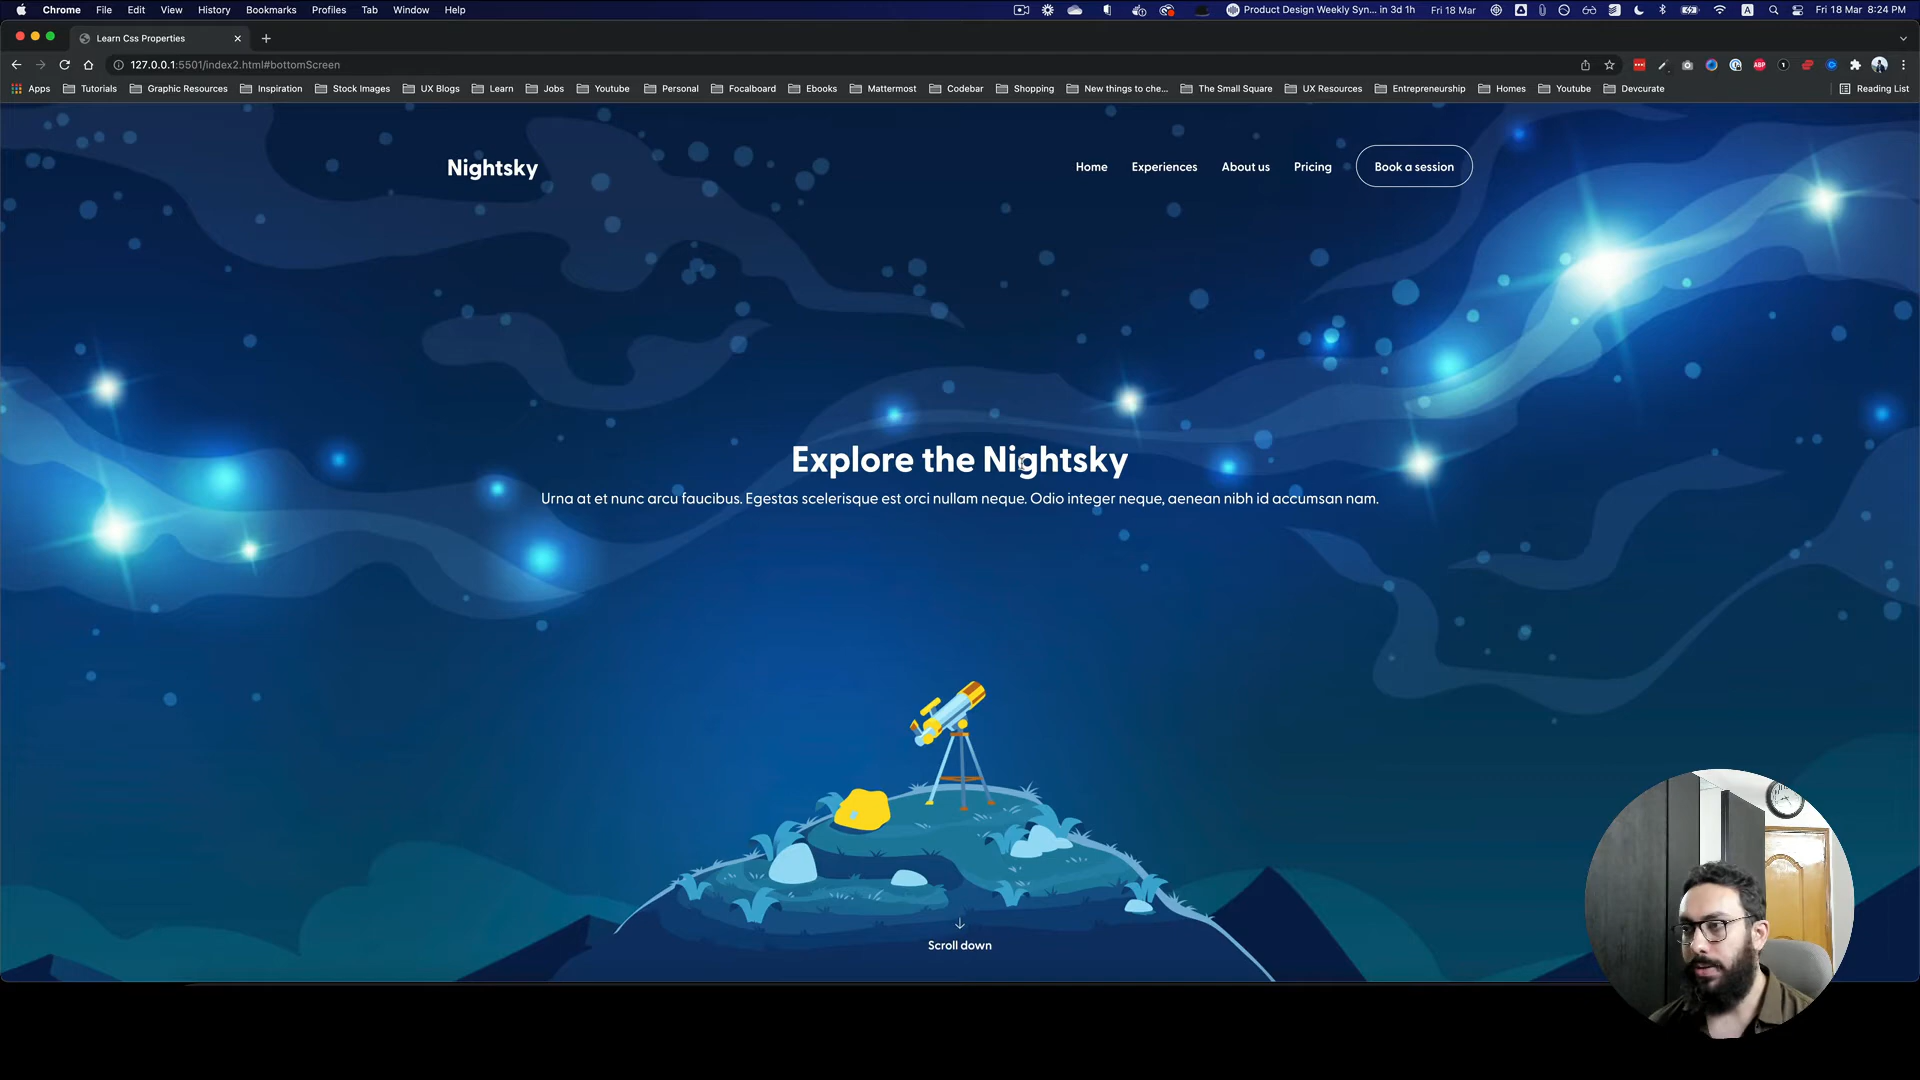 Chrome File Edit View History Bookmarks Profiles Tab Window Help Product Design Weekly Syn... in 3d 1h Fri 18 Mar A Fri 18 Mar 8:24 PM
Learn Css Properties
127.0.0.1:5501/index2.html#bottomScreen ABP
Apps Tutorials Graphic Resources Inspiration Stock Images UX Blogs Learn Jobs Youtube Personal Focalboard Ebooks Mattermost Codebar Shopping New things to che... The Small Square UX Resources Entrepreneurship Homes Youtube Devcurate Reading List
Nightsky Home Experiences About us Pricing Book a session
Explore the Nightsky
Urna at et nunc arcu faucibus. Egestas scelerisque est orci nullam neque. Odio integer neque, aenean nibh id accumsan nam.
Scroll down